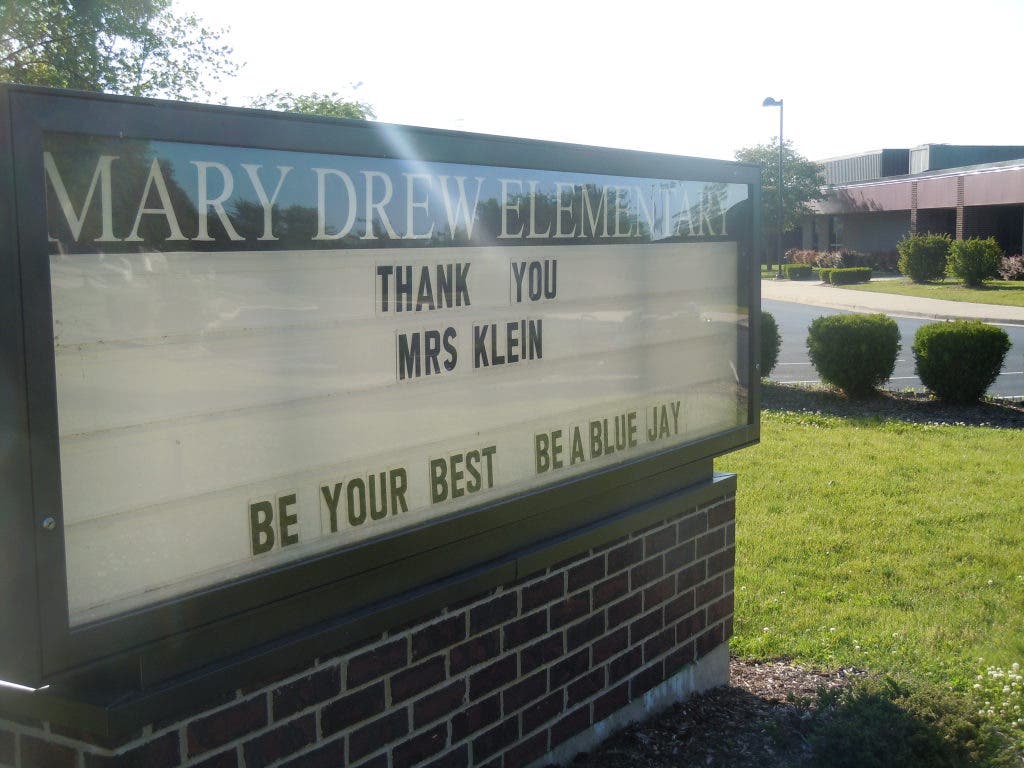 MARY DREW ELEMENTARY
THANK YOU
MRS KLEIN
BE YOUR BEST BE A BLUE JAY